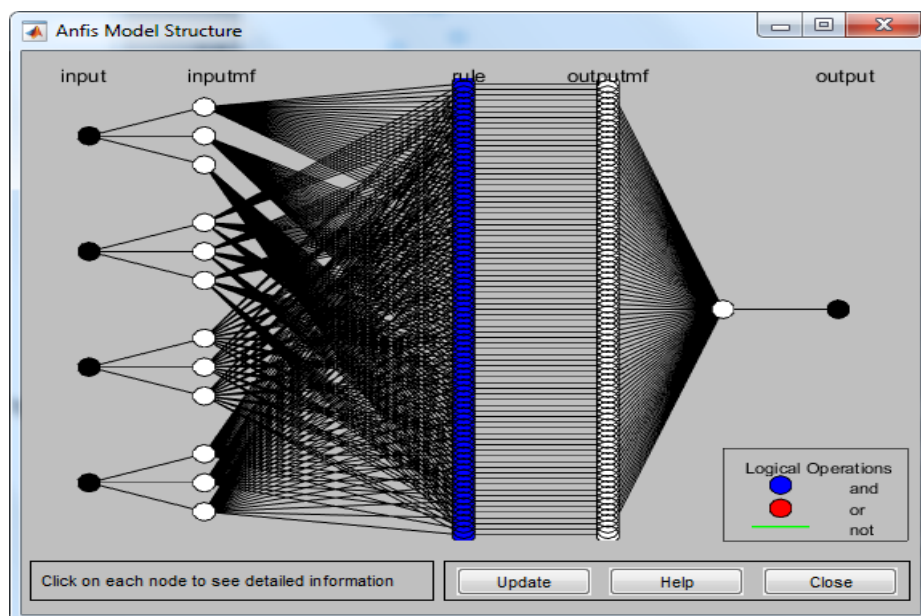 Anfis Model Structure
input inputmf rule outputmf output
Logical Operations
and
or
not
Click on each node to see detailed information
Update Help Close